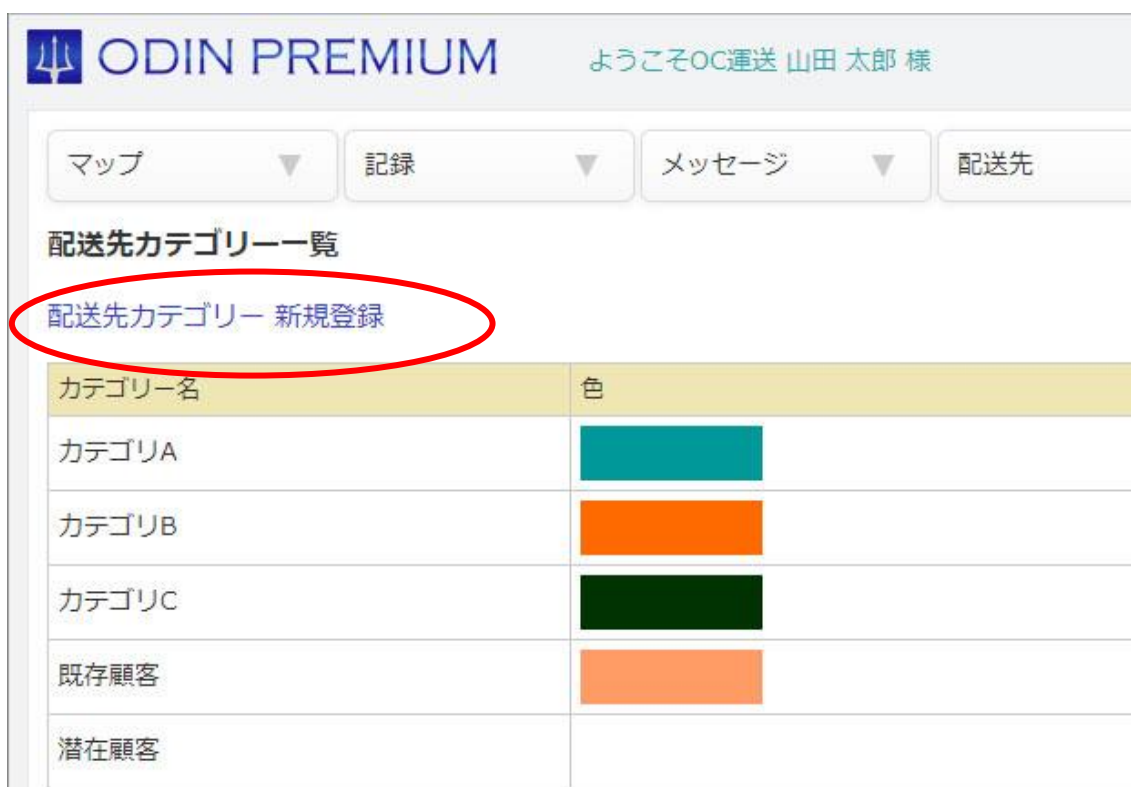 ODIN PREMIUM ようこそOC運送 山田 太郎 様
マップ ▼ 記録 ▼ メッセージ ▼ 配送先
配送先カテゴリー一覧
配送先カテゴリー 新規登録
カテゴリー名 色
カテゴリA
カテゴリB
カテゴリC
既存顧客
潜在顧客